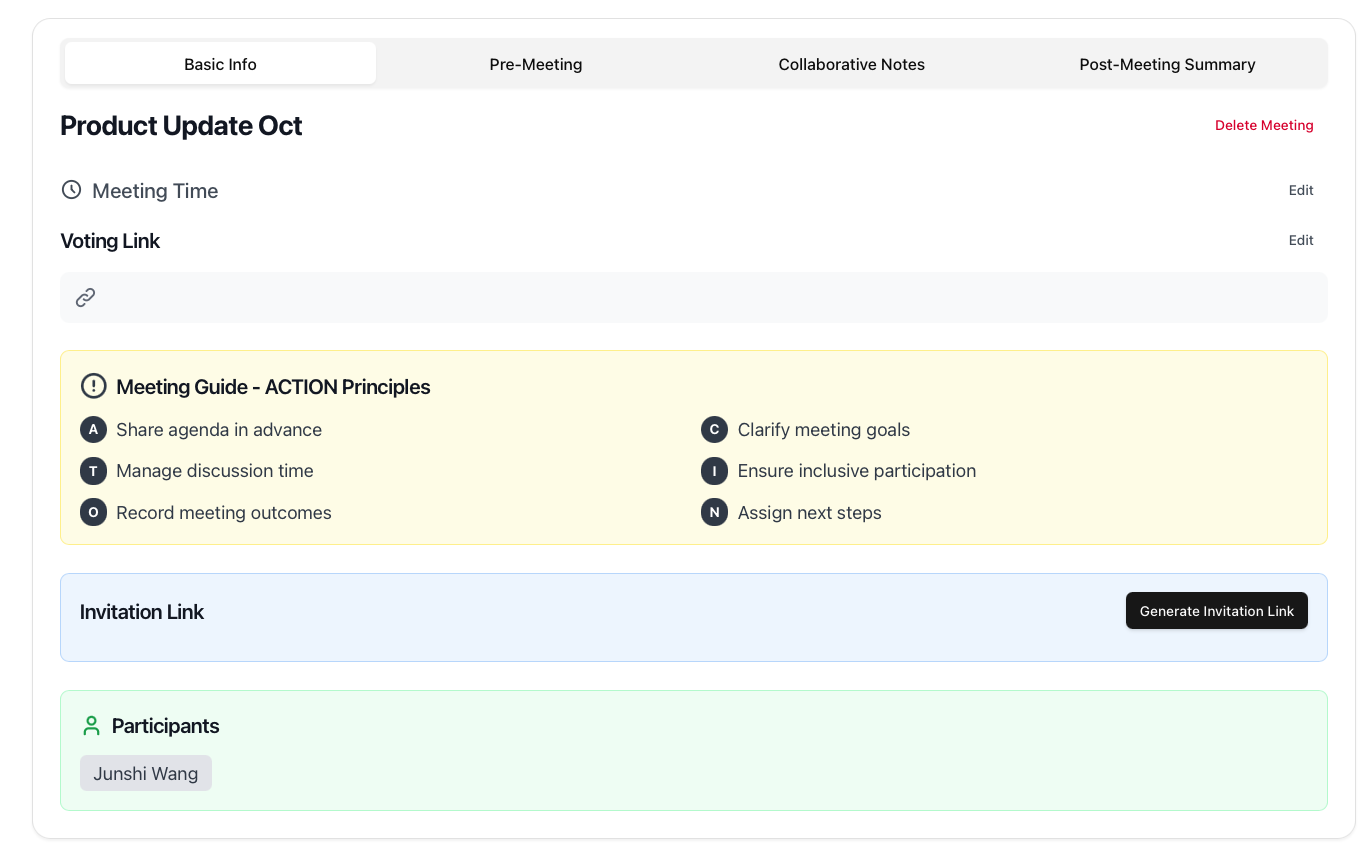 Basic Info Pre-Meeting Collaborative Notes Post-Meeting Summary
Product Update Oct Delete Meeting
Meeting Time Edit
Voting Link Edit
Meeting Guide - ACTION Principles
A Share agenda in advance C Clarify meeting goals
T Manage discussion time I Ensure inclusive participation
O Record meeting outcomes N Assign next steps
Invitation Link Generate Invitation Link
Participants
Junshi Wang